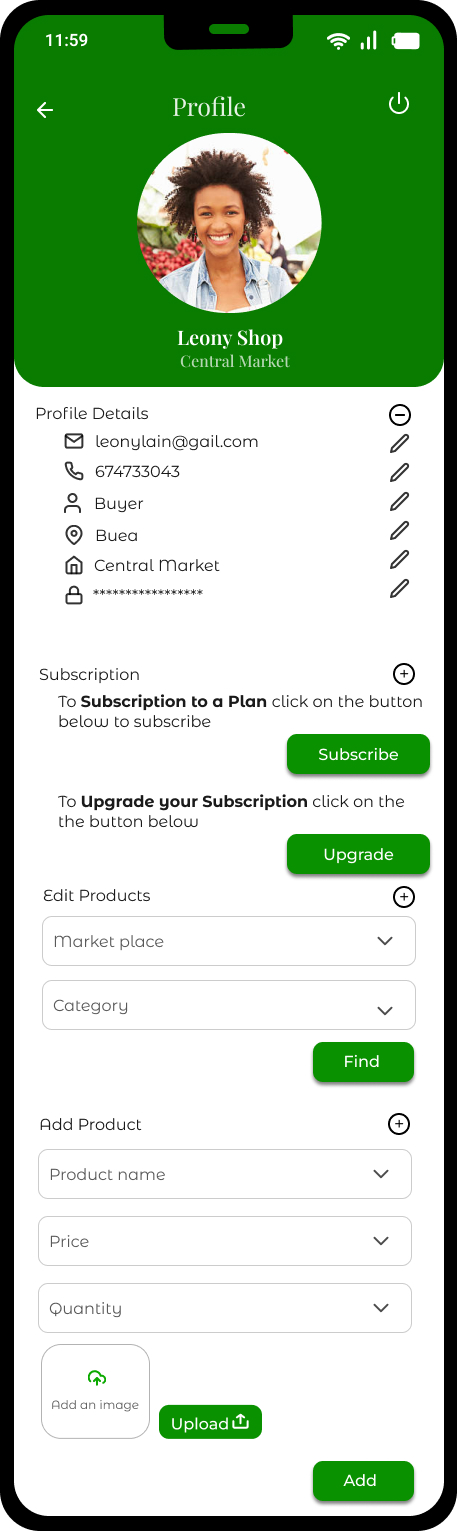 11:59
Profile
Leony Shop
Central Market
Profile Details
leonylain@gail.com
674733043
Buyer
Buea
Central Market
*****************
Subscription
To Subscription to a Plan click on the button
below to subscribe
Subscribe
To Upgrade your Subscription click on the
the button below
Upgrade
Edit Products
Market place
Category
Find
Add Product
Product name
Price
Quantity
Add an image
Upload
Add